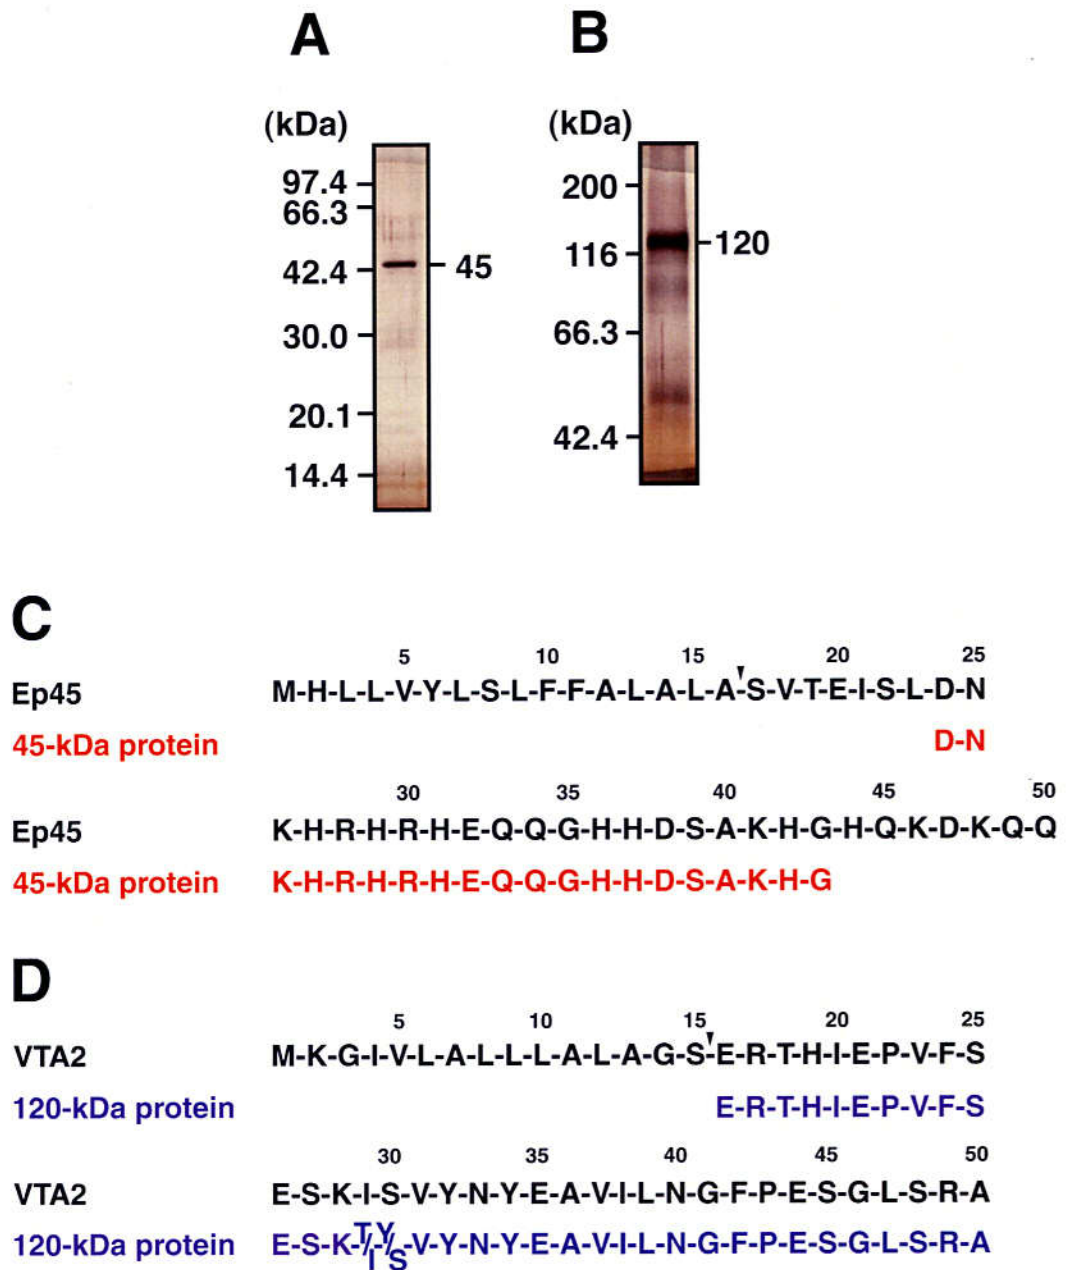 A
B
(kDa)
(kDa)
97.4
66.3
42.4
30.0
20.1
14.4
45
200
116
66.3
42.4
120
C
5 10 15 20 25
Ep45 M-H-L-L-V-Y-L-S-L-F-F-A-L-A-L-A-S-V-T-E-I-S-L-D-N
45-kDa protein D-N
30 35 40 45 50
Ep45 K-H-R-H-R-H-E-Q-Q-G-H-H-D-S-A-K-H-G-H-Q-K-D-K-Q-Q
45-kDa protein K-H-R-H-R-H-E-Q-Q-G-H-H-D-S-A-K-H-G
D
5 10 15 20 25
VTA2 M-K-G-I-V-L-A-L-L-L-A-L-A-G-S-E-R-T-H-I-E-P-V-F-S
120-kDa protein E-R-T-H-I-E-P-V-F-S
30 35 40 45 50
VTA2 E-S-K-I-S-V-Y-N-Y-E-A-V-I-L-N-G-F-P-E-S-G-L-S-R-A
120-kDa protein E-S-K-T/I-Y/S-V-Y-N-Y-E-A-V-I-L-N-G-F-P-E-S-G-L-S-R-A